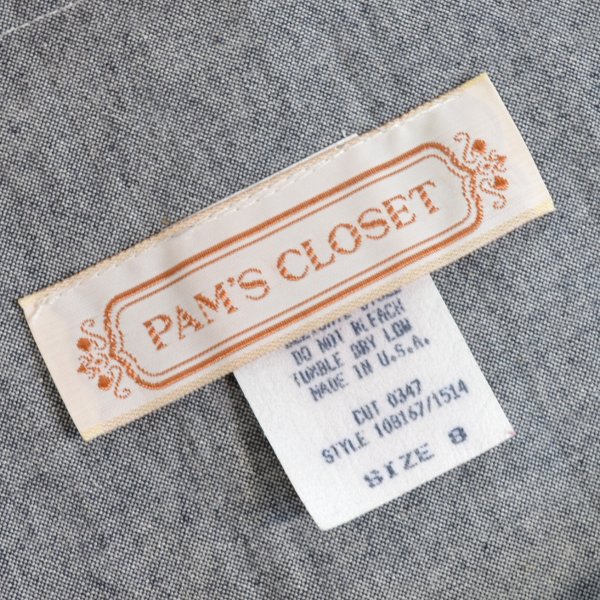 PAM'S CLOSET
DO NOT BLEACH
TUMBLE DRY LOW
MADE IN U.S.A.
CUT 0347
STYLE 108167/1514
SIZE 8